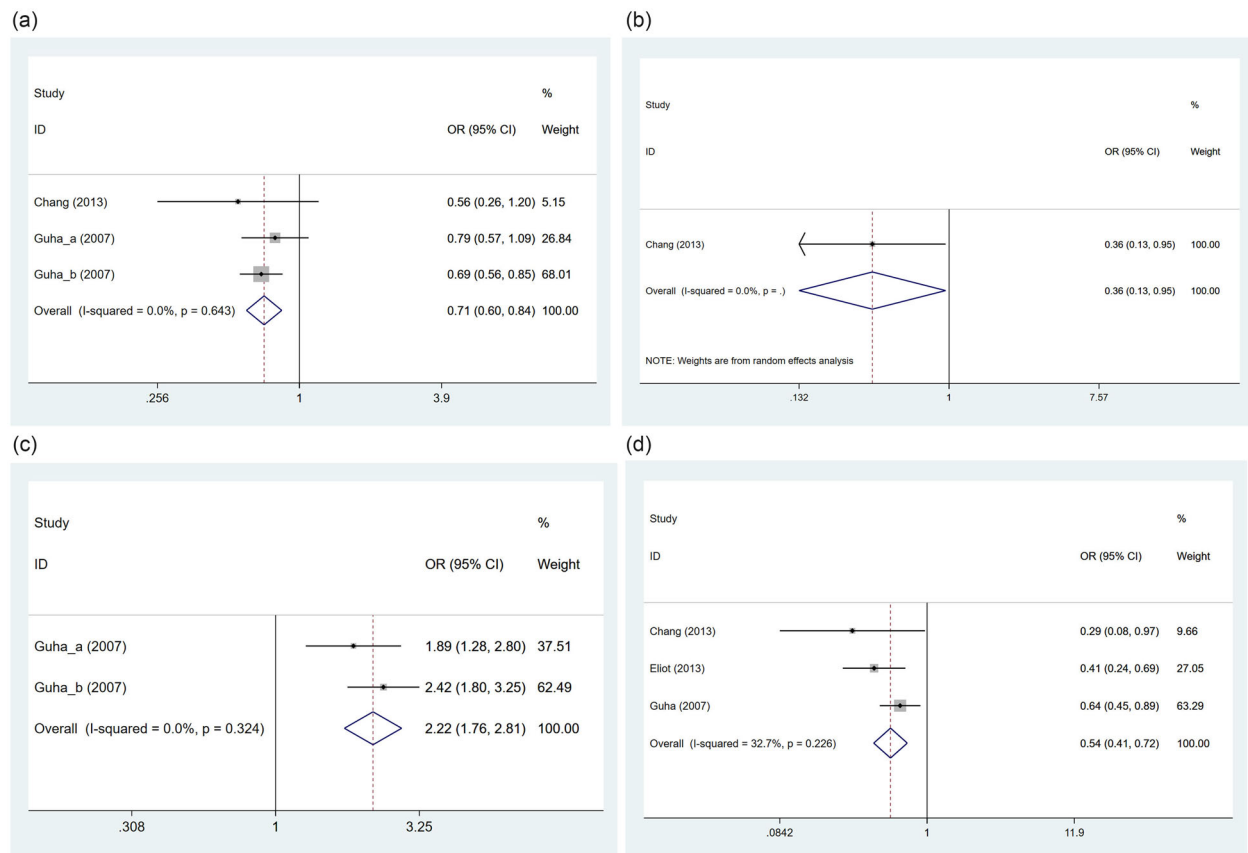 (a)
Study %
ID OR (95% CI) Weight
Chang (2013) 0.56 (0.26, 1.20) 5.15
Guha_a (2007) 0.79 (0.57, 1.09) 26.84
Guha_b (2007) 0.69 (0.56, 0.85) 68.01
Overall (I-squared = 0.0%, p = 0.643) 0.71 (0.60, 0.84) 100.00
.256 1 3.9
(b)
Study %
ID OR (95% CI) Weight
Chang (2013) 0.36 (0.13, 0.95) 100.00
Overall (I-squared = 0.0%, p = .) 0.36 (0.13, 0.95) 100.00
NOTE: Weights are from random effects analysis
.132 1 7.57
(c)
Study %
ID OR (95% CI) Weight
Guha_a (2007) 1.89 (1.28, 2.80) 37.51
Guha_b (2007) 2.42 (1.80, 3.25) 62.49
Overall (I-squared = 0.0%, p = 0.324) 2.22 (1.76, 2.81) 100.00
.308 1 3.25
(d)
Study %
ID OR (95% CI) Weight
Chang (2013) 0.29 (0.08, 0.97) 9.66
Eliot (2013) 0.41 (0.24, 0.69) 27.05
Guha (2007) 0.64 (0.45, 0.89) 63.29
Overall (I-squared = 32.7%, p = 0.226) 0.54 (0.41, 0.72) 100.00
.0842 1 11.9